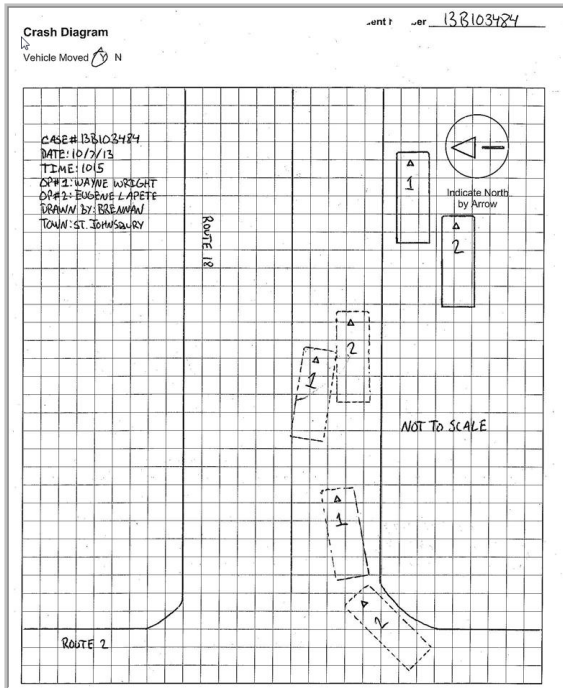 13B103484
Crash Diagram
Vehicle Moved Y N
CASE# 13B103484
DATE: 10/7/13
TIME: 1015
OP#1: WAYNE WRIGHT
OP#2: EUGENE LAPETE
DRAWN BY: BRENNAN
TOWN: ST. JOHNSBURY
Indicate North
by Arrow
1
2
ROUTE 18
2
1
NOT TO SCALE
1
2
ROUTE 2